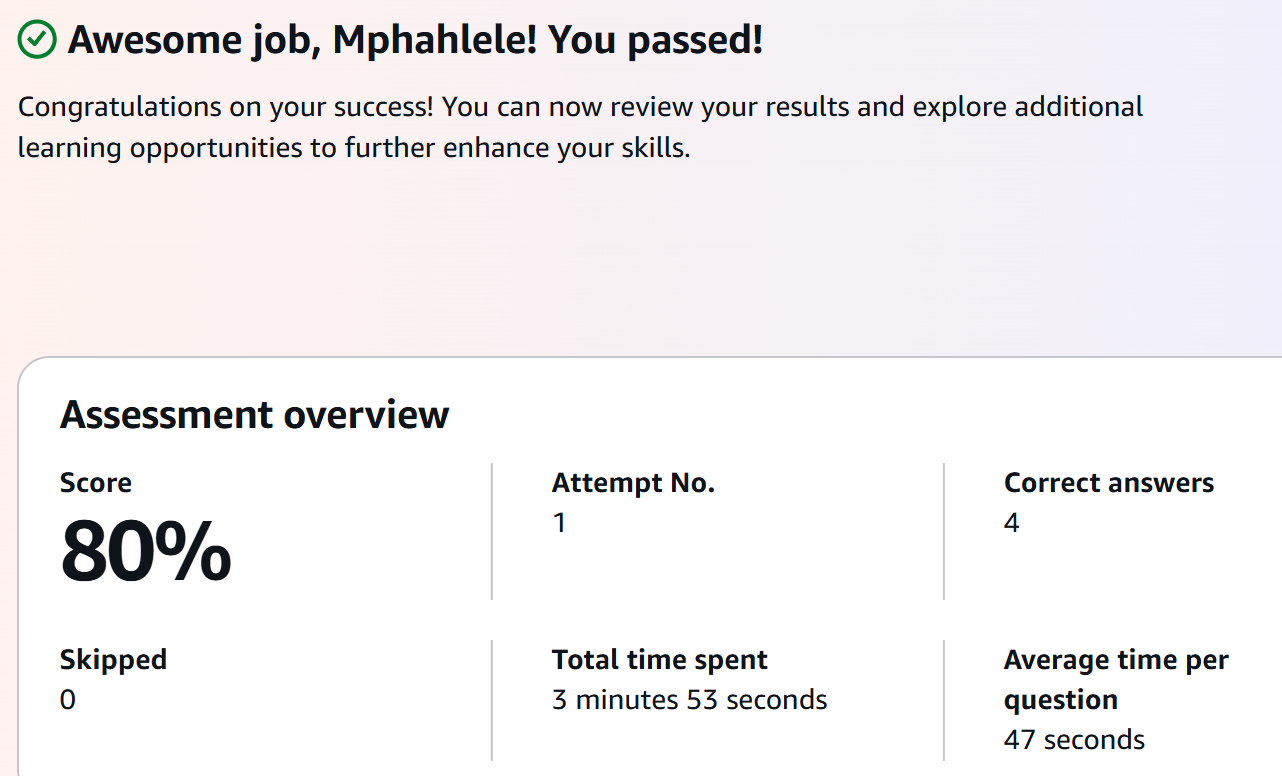 Awesome job, Mphahlele! You passed!
Congratulations on your success! You can now review your results and explore additional
learning opportunities to further enhance your skills.
Assessment overview
Score
80%
Attempt No.
1
Correct answers
4
Skipped
0
Total time spent
3 minutes 53 seconds
Average time per
question
47 seconds